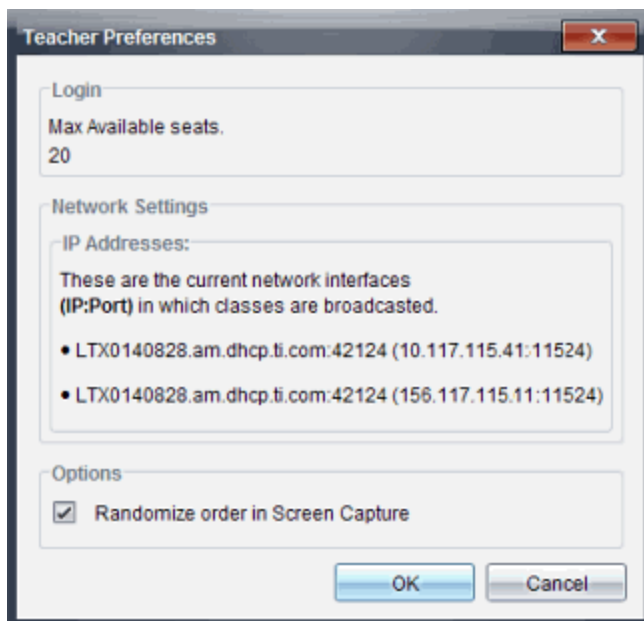 Teacher Preferences
Login
Max Available seats.
20
Network Settings
IP Addresses:
These are the current network interfaces
(IP:Port) in which classes are broadcasted.
• LTX0140828.am.dhcp.ti.com:42124 (10.117.115.41:11524)
• LTX0140828.am.dhcp.ti.com:42124 (156.117.115.11:11524)
Options
Randomize order in Screen Capture
OK Cancel